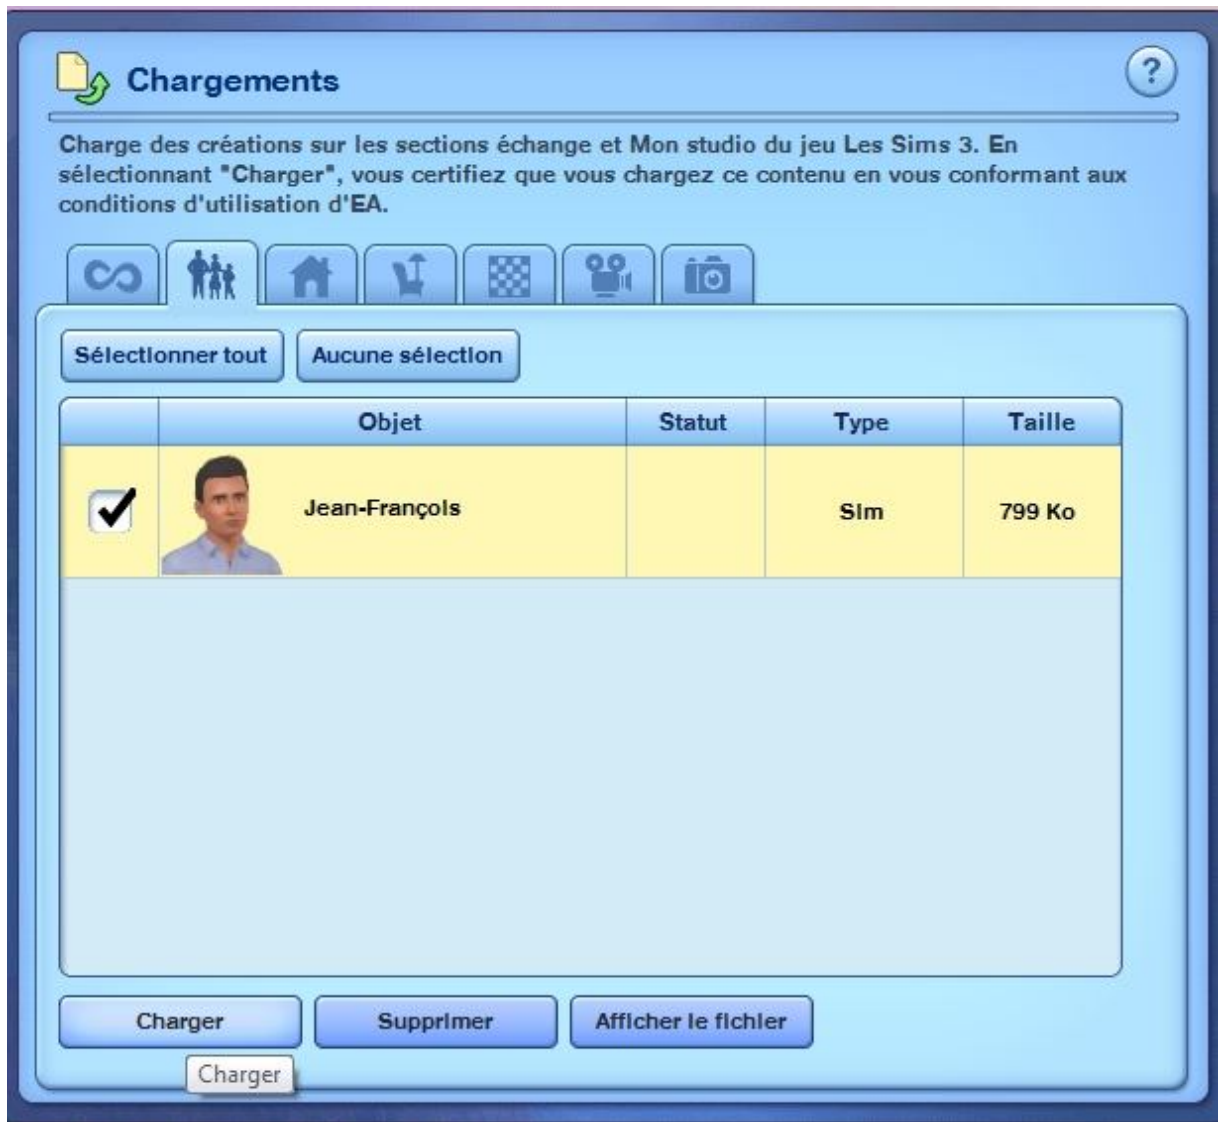 Chargements
?
Charge des créations sur les sections échange et Mon studio du jeu Les Sims 3. En
sélectionnant "Charger", vous certifiez que vous chargez ce contenu en vous conformant aux
conditions d'utilisation d'EA.
Sélectionner tout Aucune sélection
Objet Statut Type Taille
Jean-François Sim 799 Ko
Charger Supprimer Afficher le fichier
Charger